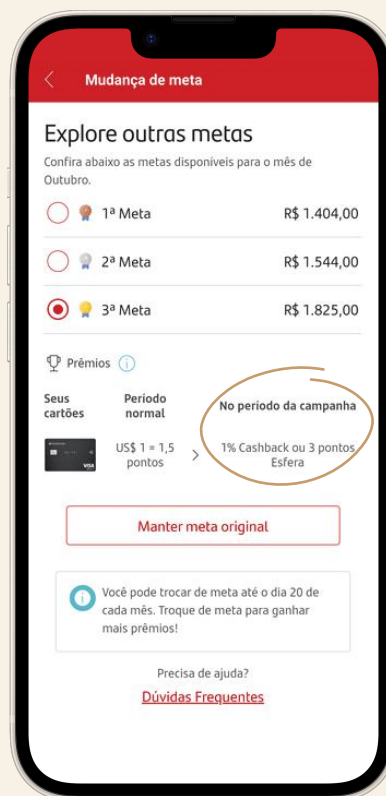 Mudança de meta
Explore outras metas
Confira abaixo as metas disponíveis para o mês de
Outubro.
1ª Meta R$ 1.404,00
2ª Meta R$ 1.544,00
3ª Meta R$ 1.825,00
Prêmios
Seus
cartões
Período
normal
No período da campanha
VISA
US$ 1 = 1,5
pontos
1% Cashback ou 3 pontos
Esfera
Manter meta original
Você pode trocar de meta até o dia 20 de
cada mês. Troque de meta para ganhar
mais prêmios!
Precisa de ajuda?
Dúvidas Frequentes